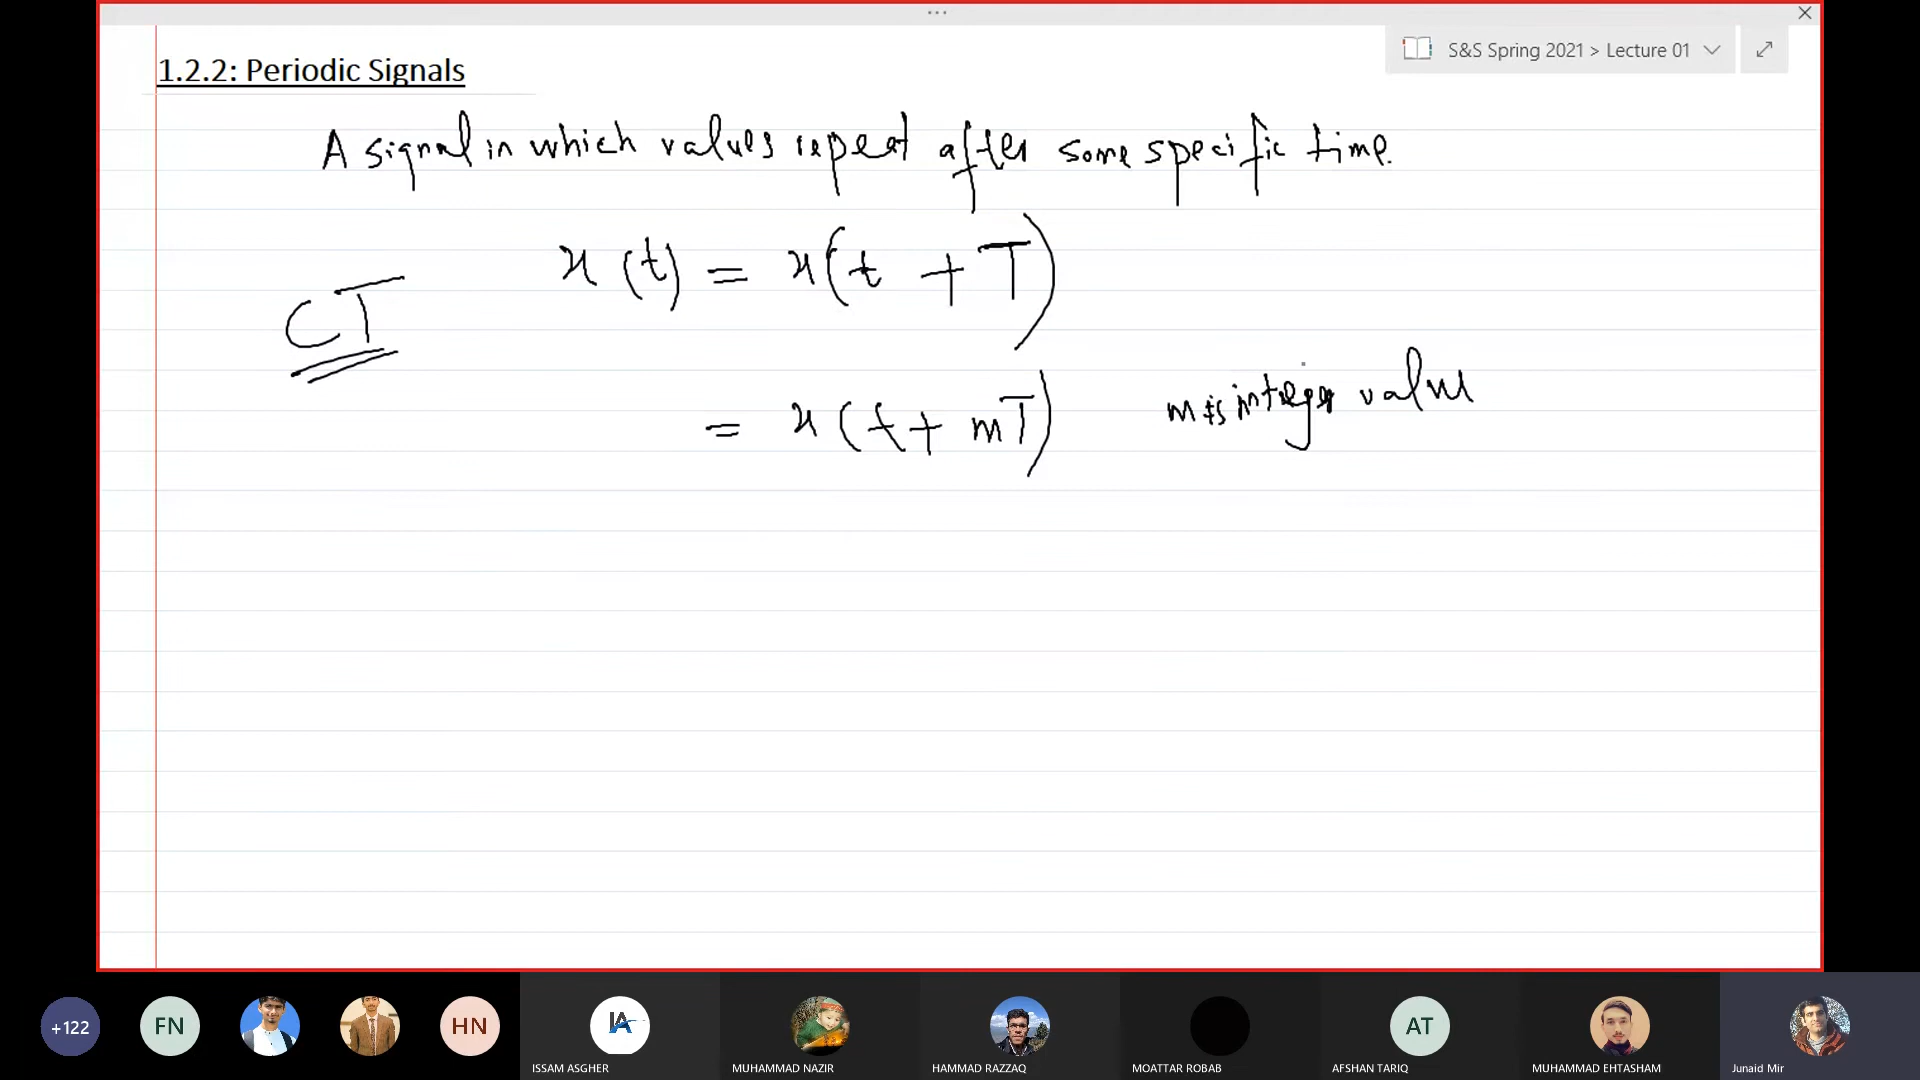 S&S Spring 2021 > Lecture 01
1.2.2: Periodic Signals
A signal in which values repeat after some specific time.
x(t) = x(t + T)
CT
= x(t + mT) m is integer value
+122
FN
HN
IA
AT
ISSAM ASGHER
MUHAMMAD NAZIR
HAMMAD RAZZAQ
MOATTAR ROBAB
AFSHAN TARIQ
MUHAMMAD EHTASHAM
Junaid Mir